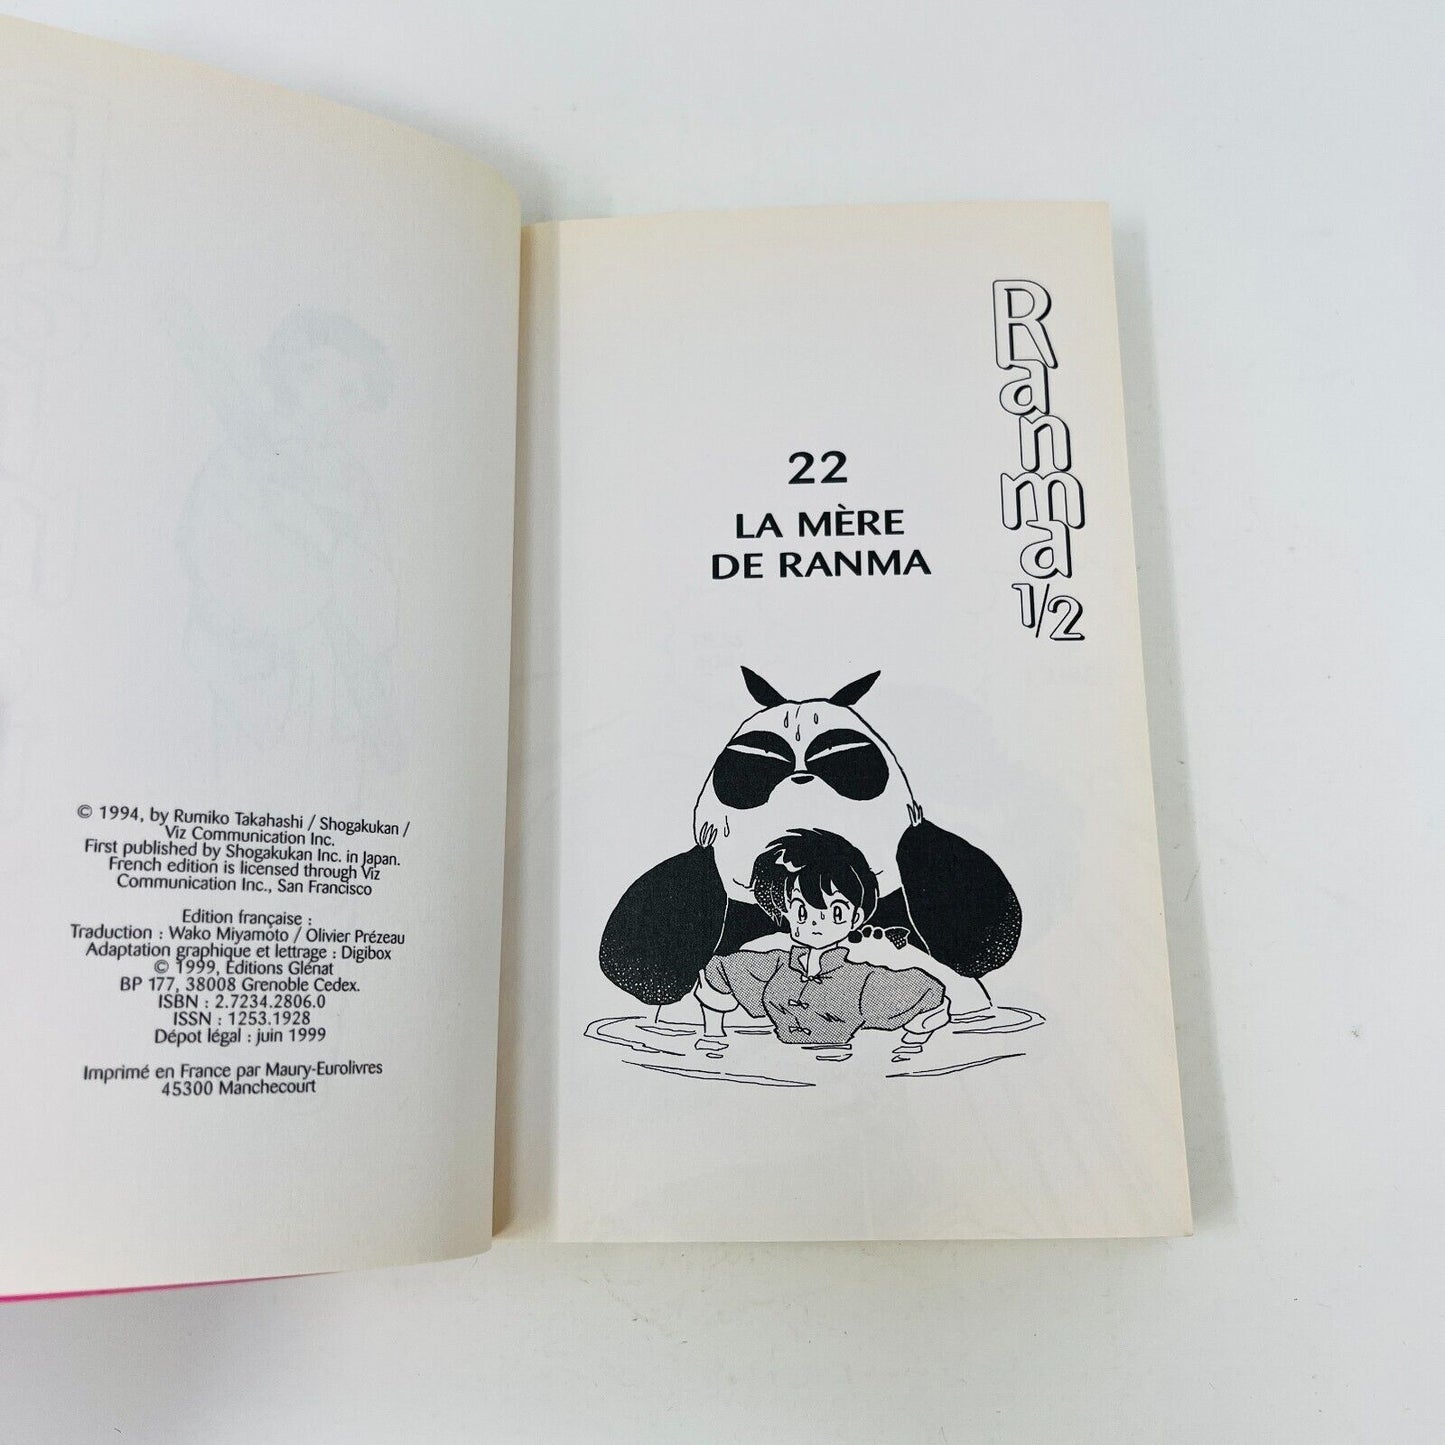 © 1994, by Rumiko Takahashi / Shogakukan /
Viz Communication Inc.
First published by Shogakukan Inc. in Japan.
French edition is licensed through Viz
Communication Inc., San Francisco
Edition française :
Traduction : Wako Miyamoto / Olivier Prézeau
Adaptation graphique et lettrage : Digibox
© 1999, Editions Glénat
BP 177, 38008 Grenoble Cedex.
ISBN : 2.7234.2806.0
ISSN : 1253.1928
Dépot légal : juin 1999
Imprimé en France par Maury-Eurolivres
45300 Manchecourt
Ranma 1/2
22
LA MÈRE
DE RANMA